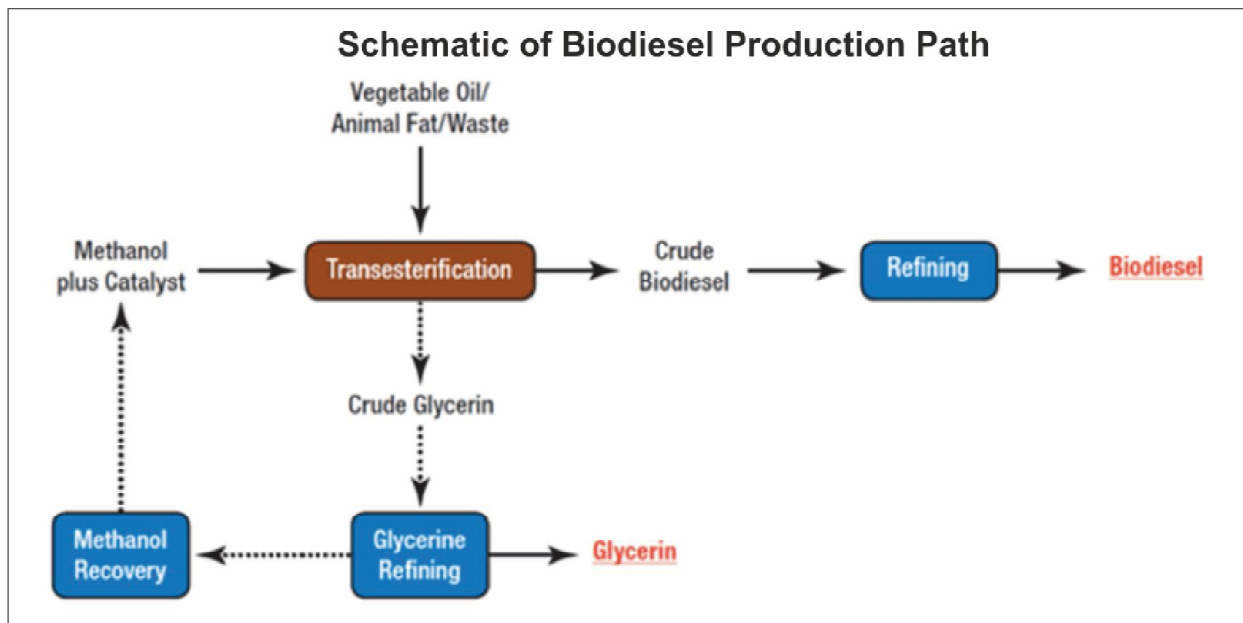 Schematic of Biodiesel Production Path
Vegetable Oil/
Animal Fat/Waste
Methanol
plus Catalyst
Transesterification
Crude
Biodiesel
Refining
Biodiesel
Crude Glycerin
Methanol
Recovery
Glycerine
Refining
Glycerin